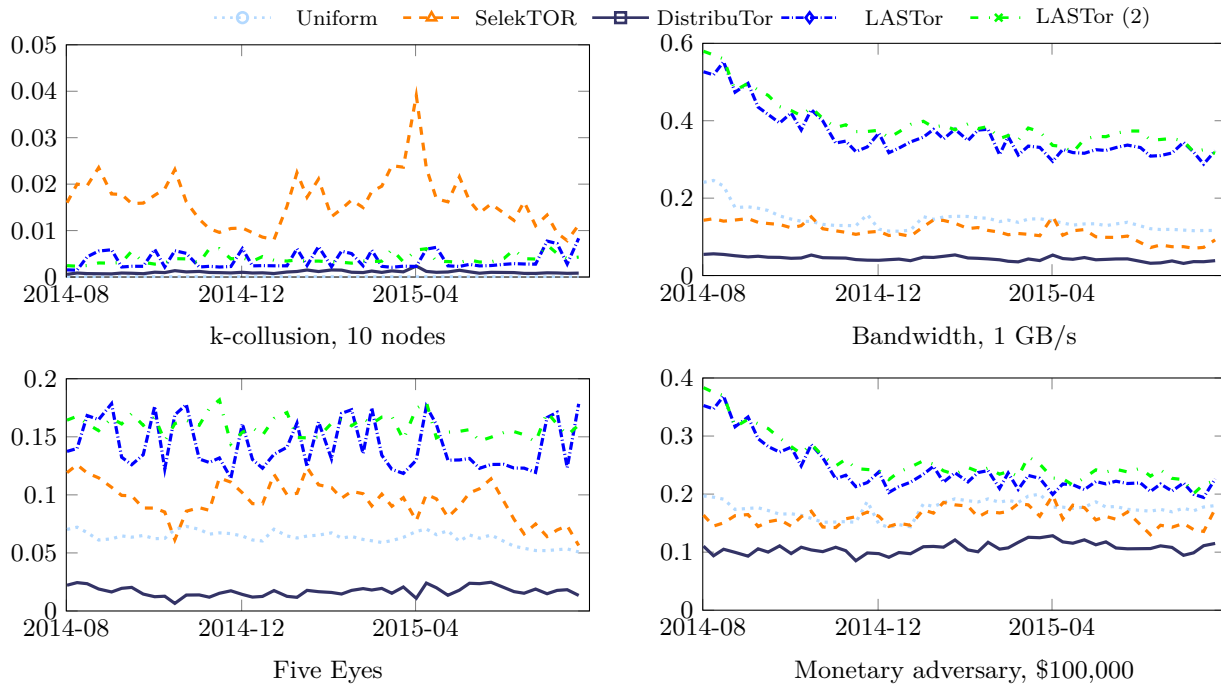 Uniform SelekTOR DistribuTor LASTor LASTor (2)
0.05
0.04
0.03
0.02
0.01
0
2014-08 2014-12 2015-04
k-collusion, 10 nodes
0.6
0.4
0.2
0
2014-08 2014-12 2015-04
Bandwidth, 1 GB/s
0.2
0.15
0.1
0.05
0
2014-08 2014-12 2015-04
Five Eyes
0.4
0.3
0.2
0.1
0
2014-08 2014-12 2015-04
Monetary adversary, $100,000